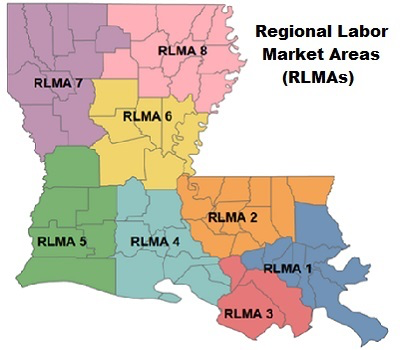 Regional Labor
Market Areas
(RLMAs)
RLMA 8
RLMA 7
RLMA 6
RLMA 2
RLMA 5
RLMA 4
RLMA 1
RLMA 3